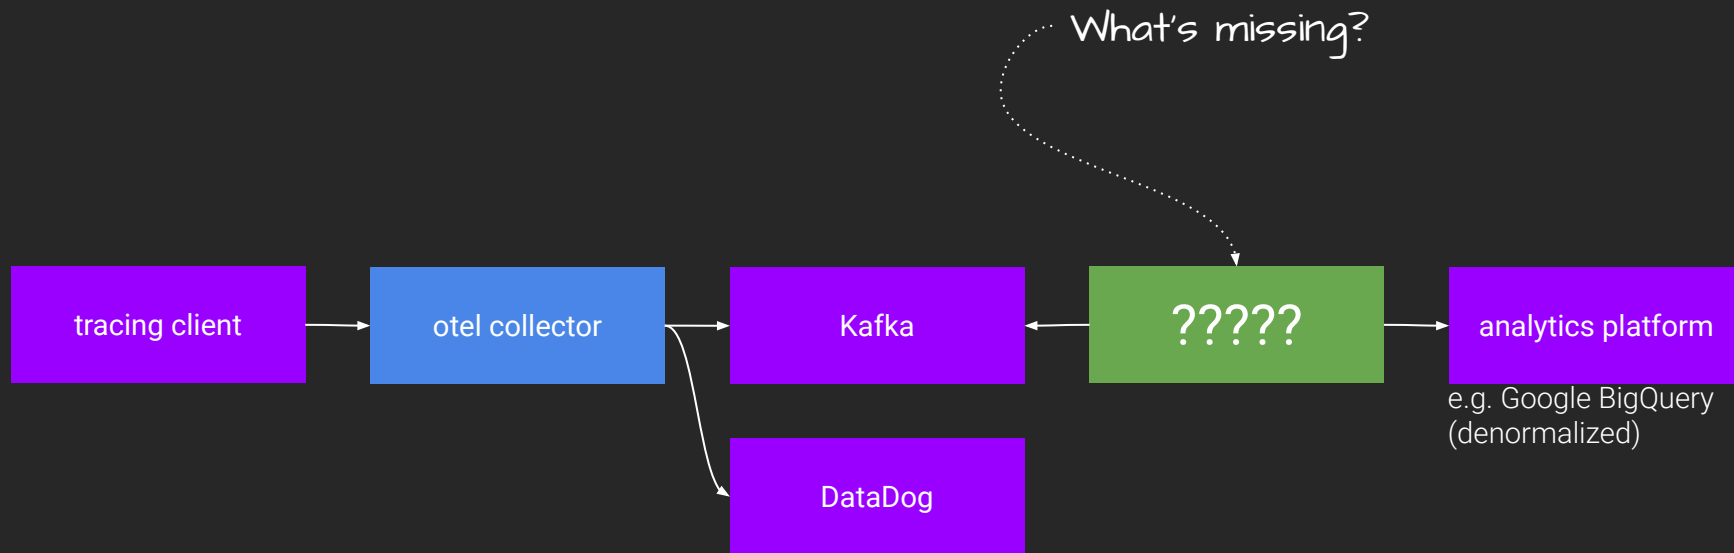 What's missing?
tracing client
otel collector
Kafka
?????
analytics platform
e.g. Google BigQuery
(denormalized)
DataDog